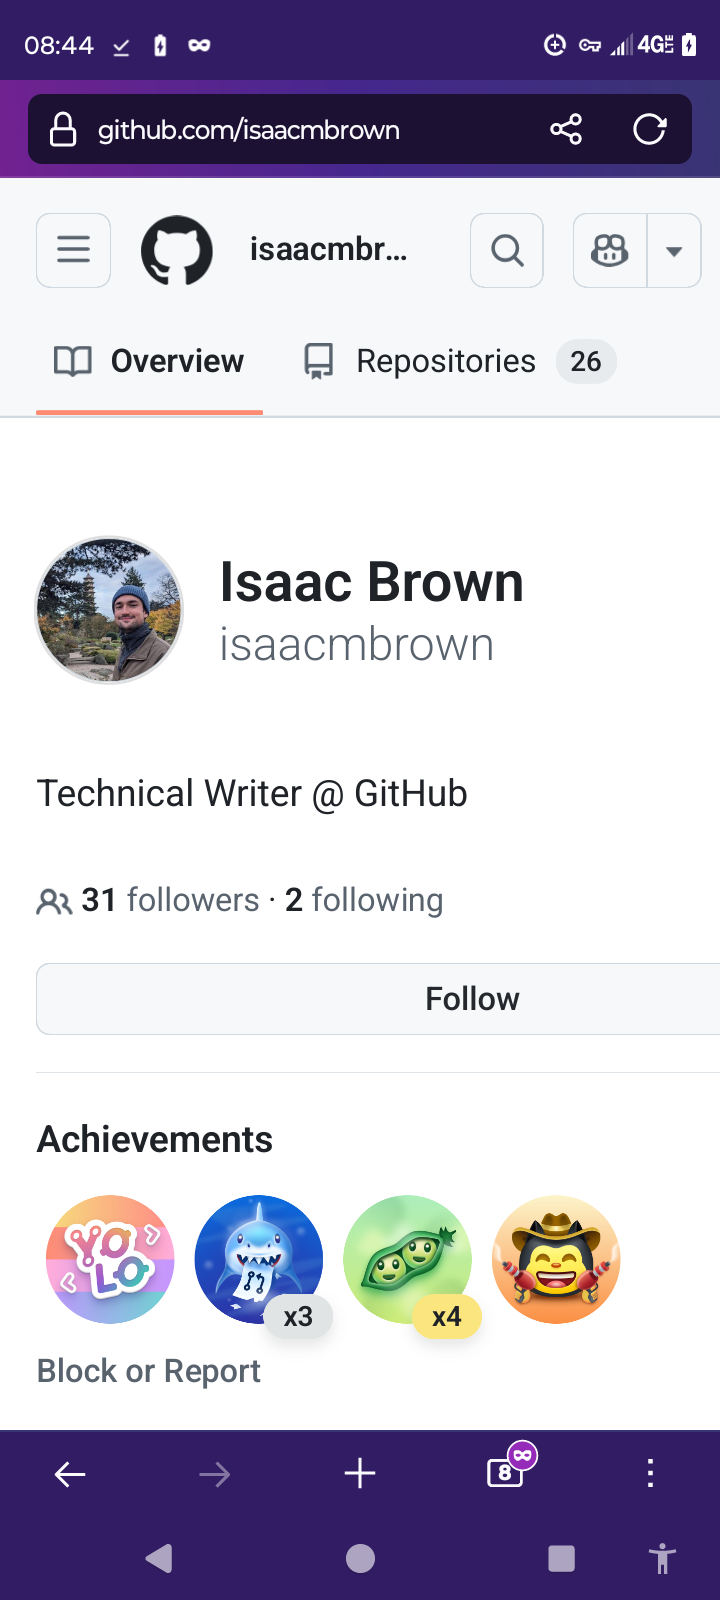 08:44 4G LTE
github.com/isaacmbrown
isaacmbr...
Overview Repositories 26
Isaac Brown
isaacmbrown
Technical Writer @ GitHub
31 followers · 2 following
Follow
Achievements
YOLO
x3 x4
Block or Report
8